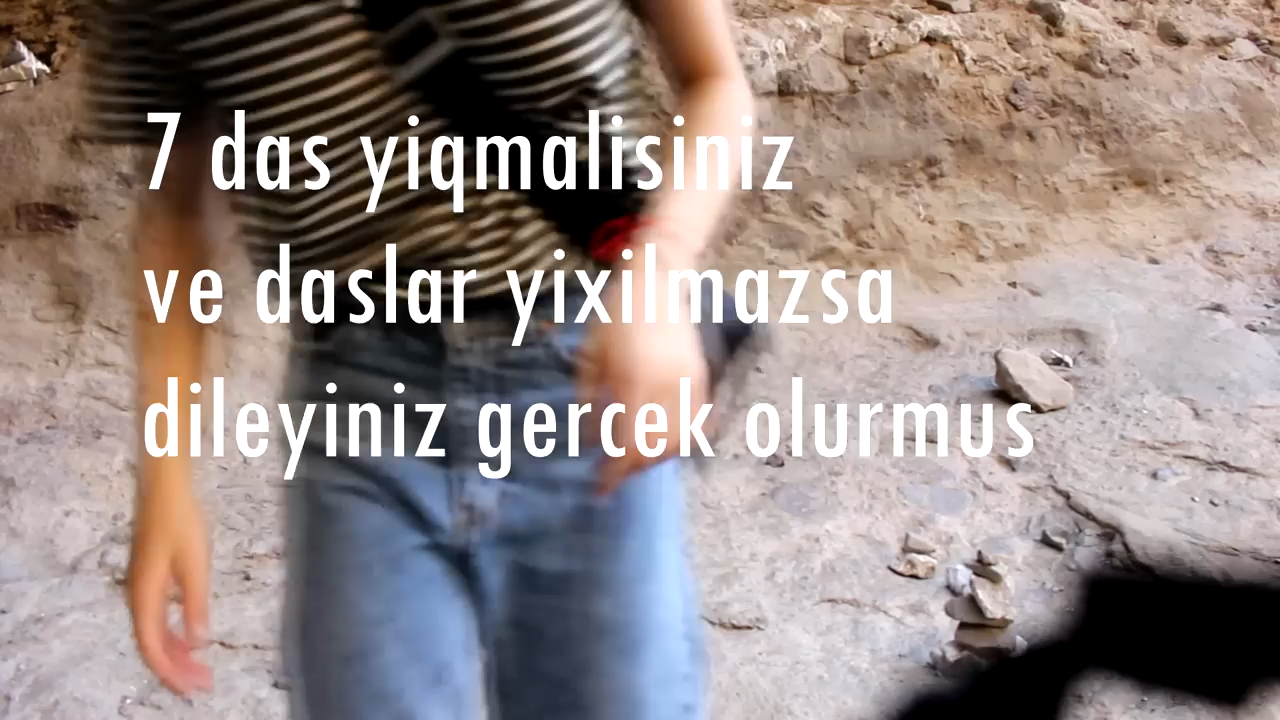 7 das yiqmalisiniz
ve daslar yixilmazsa
dileyiniz gercek olurmus